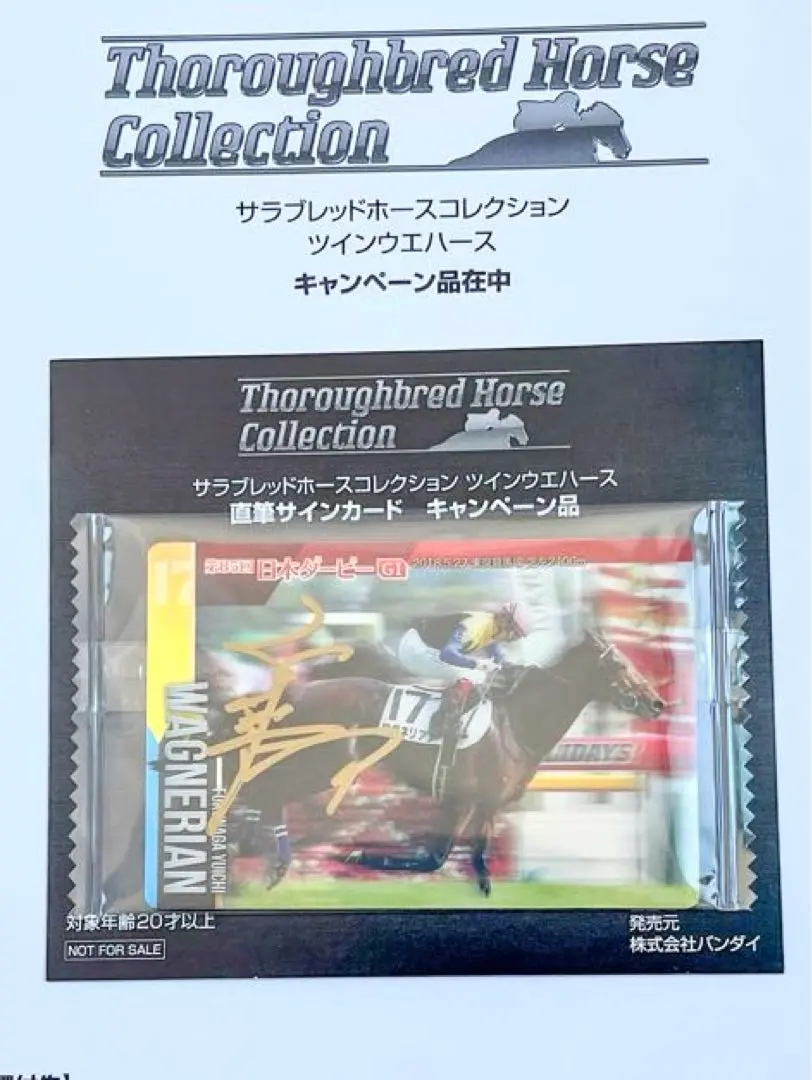 Thoroughbred Horse
Collection
サラブレッドホースコレクション
ツインウエハース
キャンペーン品在中
Thoroughbred Horse
Collection
サラブレッドホースコレクション ツインウエハース
直筆サインカード キャンペーン品
17
日本ダービー GI
17
WAGNERIAN
YUICHI
対象年齢20才以上
NOT FOR SALE
発売元
株式会社バンダイ